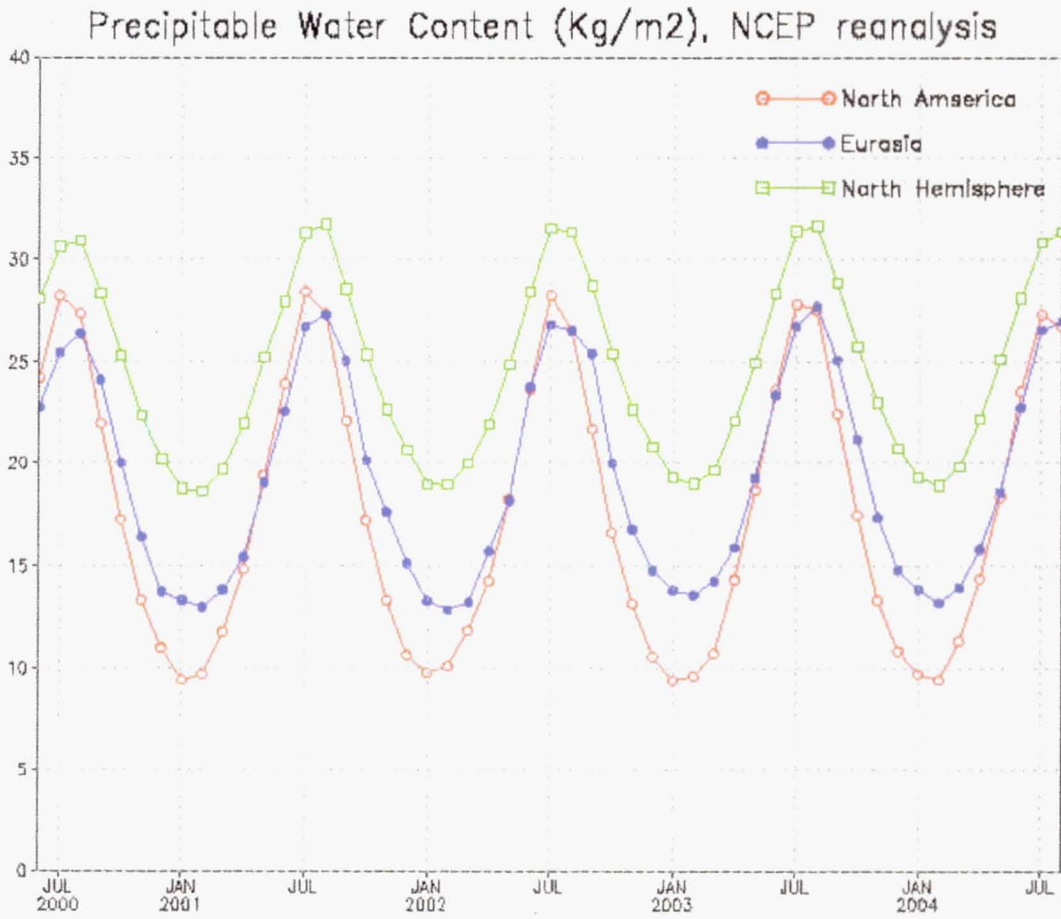 Precipitable Water Content (Kg/m2), NCEP reanalysis
40
35
30
25
20
15
10
5
0
North Amserica
Eurasia
North Hemisphere
JUL
2000
JAN
2001
JUL
JAN
2002
JUL
JAN
2003
JUL
JAN
2004
JUL